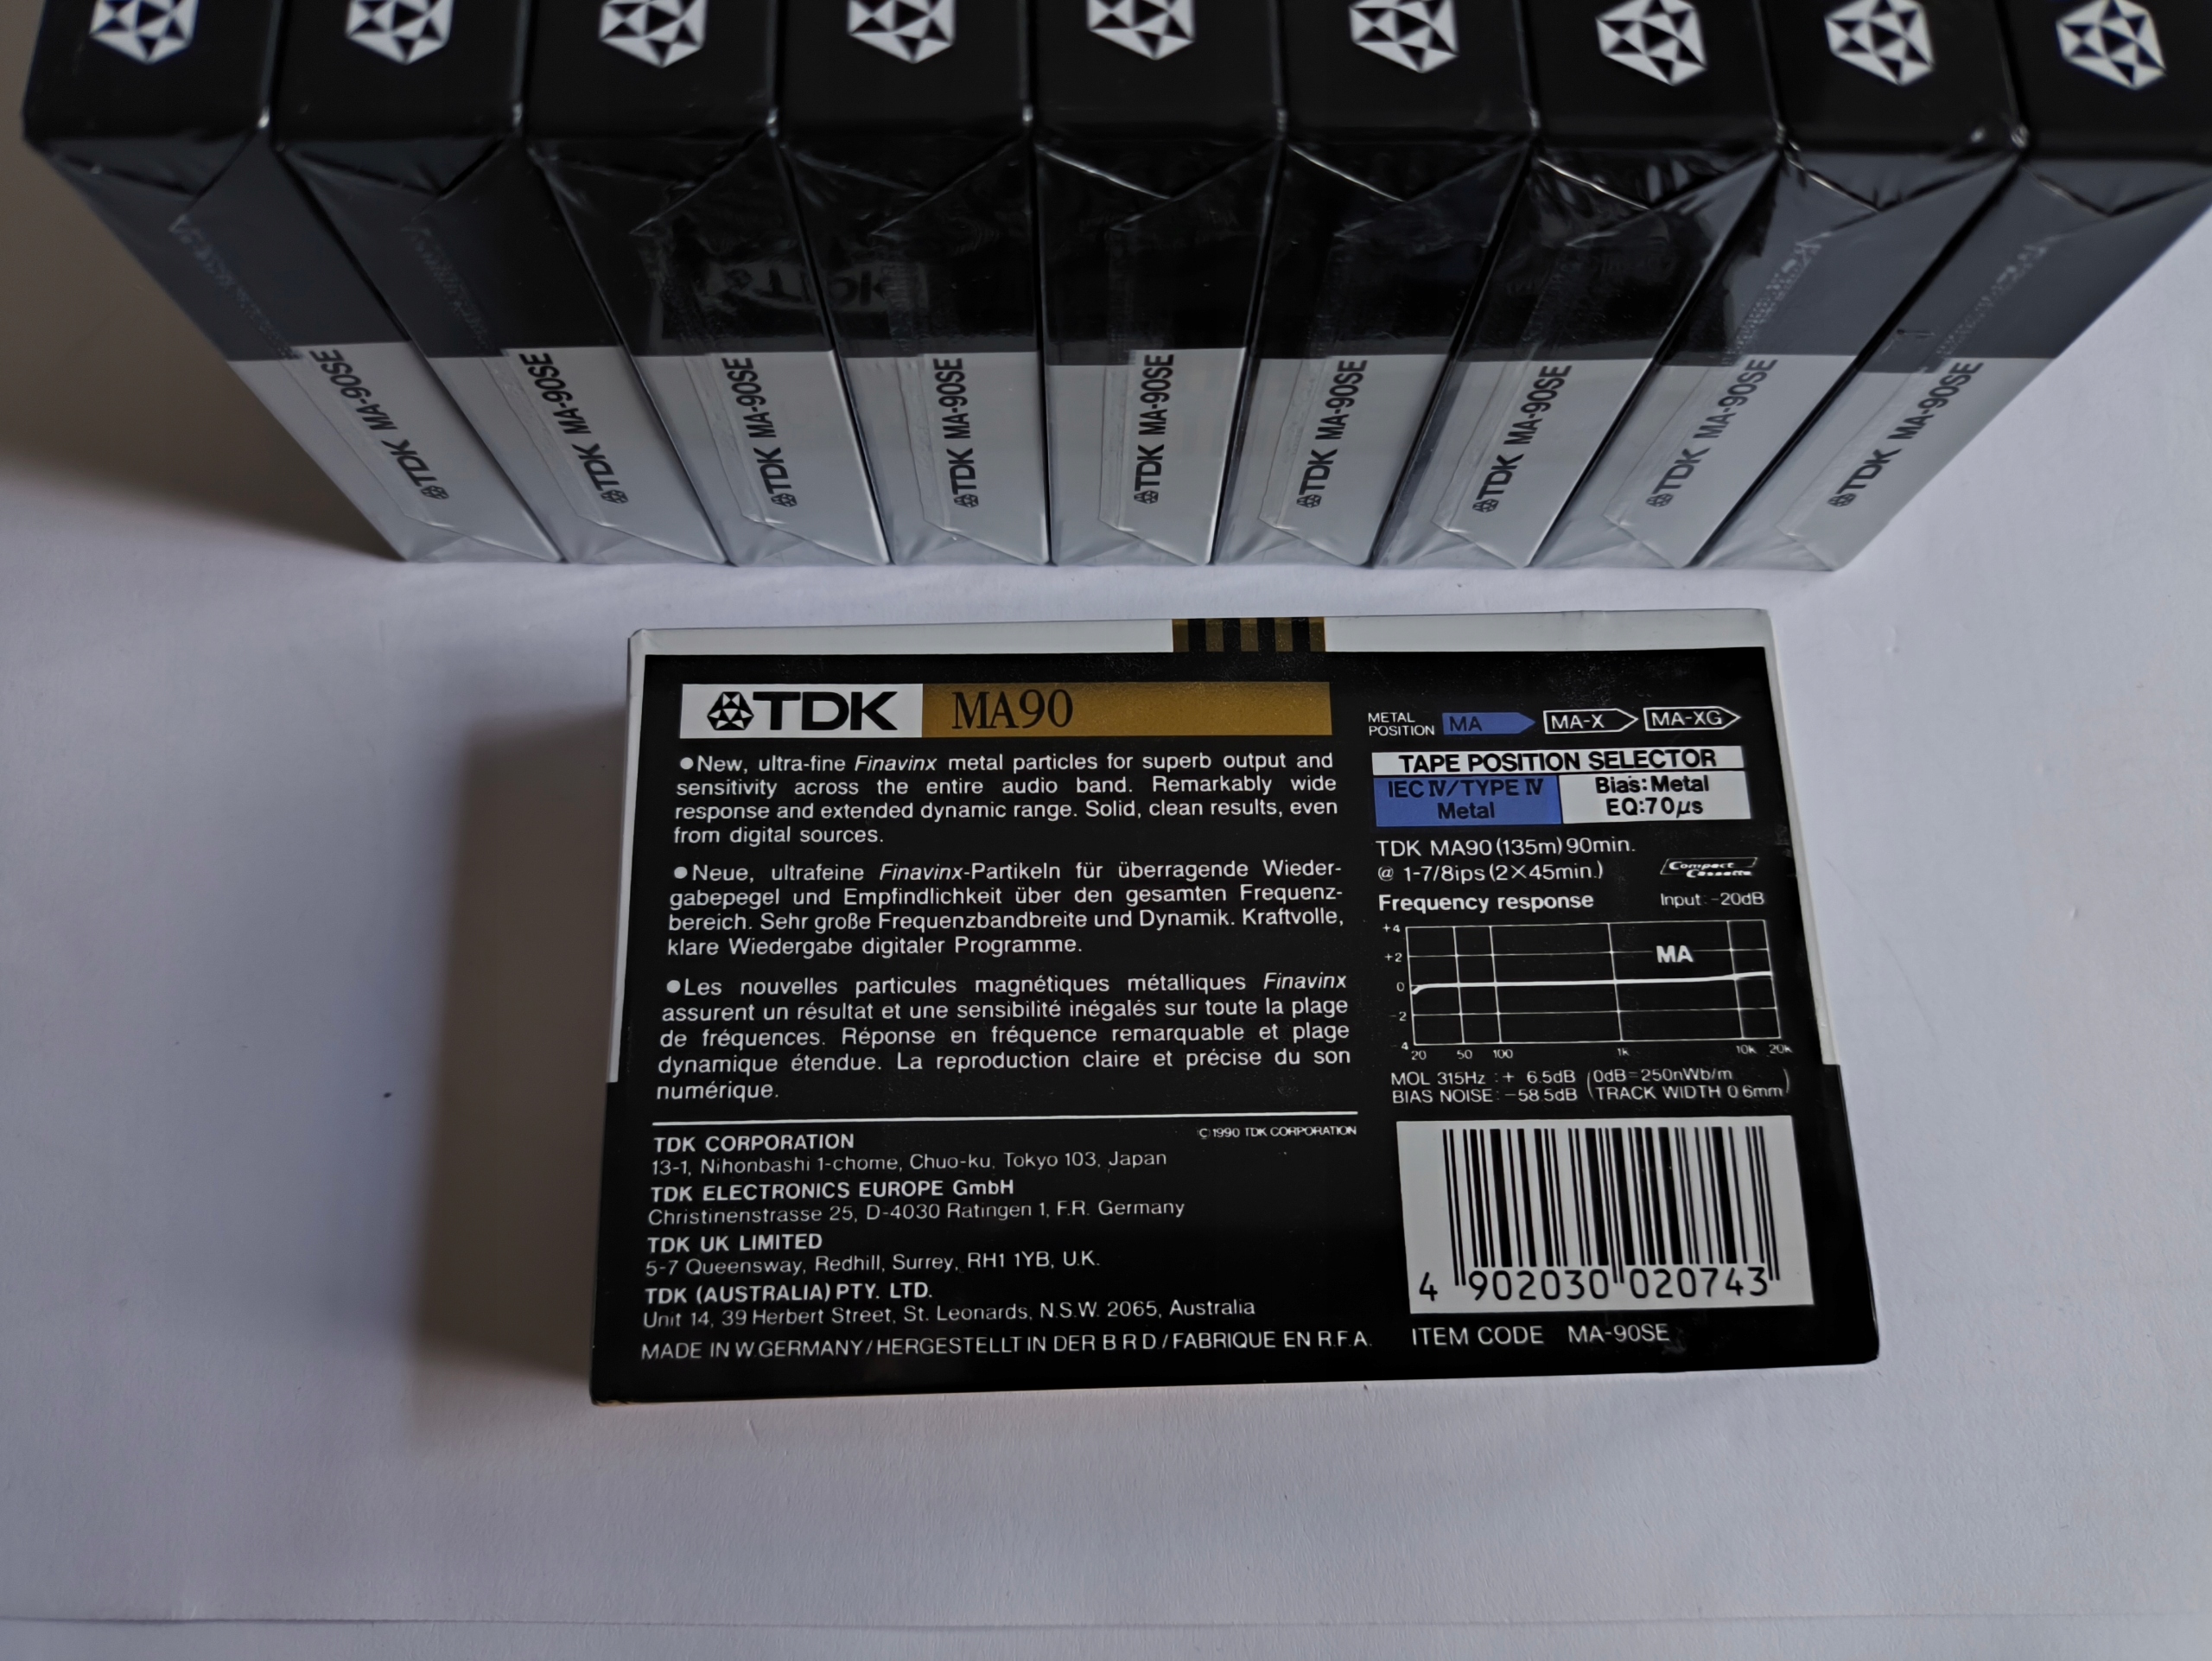 TDK MA-90SE
TDK MA-90SE
TDK MA-90SE
TDK MA-90SE
TDK MA-90SE
TDK MA-90SE
TDK MA-90SE
TDK MA-90SE
TDK MA-90SE
TDK MA90
●New, ultra-fine Finavinx metal particles for superb output and
sensitivity across the entire audio band. Remarkably wide
response and extended dynamic range. Solid, clean results, even
from digital sources.
●Neue, ultrafeine Finavinx-Partikeln für überragende Wieder-
gabepegel und Empfindlichkeit über den gesamten Frequenz-
bereich. Sehr große Frequenzbandbreite und Dynamik. Kraftvolle,
klare Wiedergabe digitaler Programme.
●Les nouvelles particules magnétiques métalliques Finavinx
assurent un résultat et une sensibilité inégalés sur toute la plage
de fréquences. Réponse en fréquence remarquable et plage
dynamique étendue. La reproduction claire et précise du son
numérique.
©1990 TDK CORPORATION
TDK CORPORATION
13-1, Nihonbashi 1-chome, Chuo-ku, Tokyo 103, Japan
TDK ELECTRONICS EUROPE GmbH
Christinenstrasse 25, D-4030 Ratingen 1, F.R. Germany
TDK UK LIMITED
5-7 Queensway, Redhill, Surrey, RH1 1YB, U.K.
TDK (AUSTRALIA) PTY. LTD.
Unit 14, 39 Herbert Street, St. Leonards, N.S.W. 2065, Australia
MADE IN W GERMANY/HERGESTELLT IN DER B R D./FABRIQUE EN R.F.A.
METAL
POSITION
MA MA-X MA-XG
TAPE POSITION SELECTOR
IEC IV/TYPE IV
Metal
Bias:Metal
EQ:70μs
TDK MA90 (135m) 90min.
@ 1-7/8ips (2×45min.)
Compact
Cassette
Frequency response Input -20dB
+4
+2
0
-2
-4
MA
20 50 100 1k 10k 20k
MOL 315Hz :+ 6.5dB (0dB=250nWb/m
BIAS NOISE: -58.5dB TRACK WIDTH 0.6mm)
4 902030 020743
ITEM CODE MA-90SE